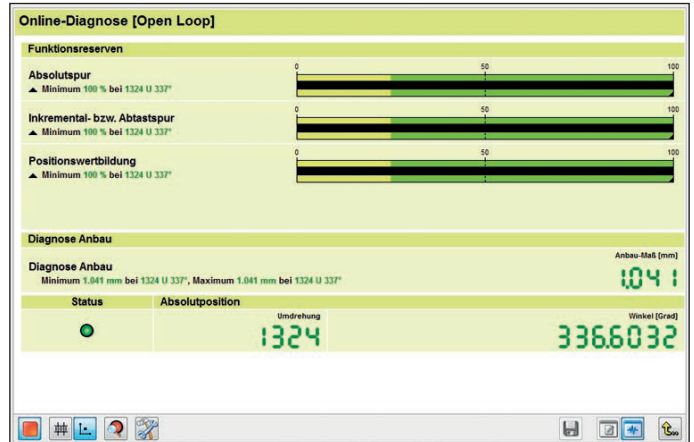 Online-Diagnose [Open Loop]
Funktionsreserven
Absolutspur
Minimum 100 % bei 1324 U 337°
0 50 100
Inkremental- bzw. Abtastspur
Minimum 100 % bei 1324 U 337°
0 50 100
Positionswertbildung
Minimum 100 % bei 1324 U 337°
0 50 100
Diagnose Anbau
Diagnose Anbau
Minimum 1.041 mm bei 1324 U 337°, Maximum 1.041 mm bei 1324 U 337°
Anbau-Maß [mm]
1.041
Status Absolutposition
Umdrehung
1324
Winkel [Grad]
336.6032